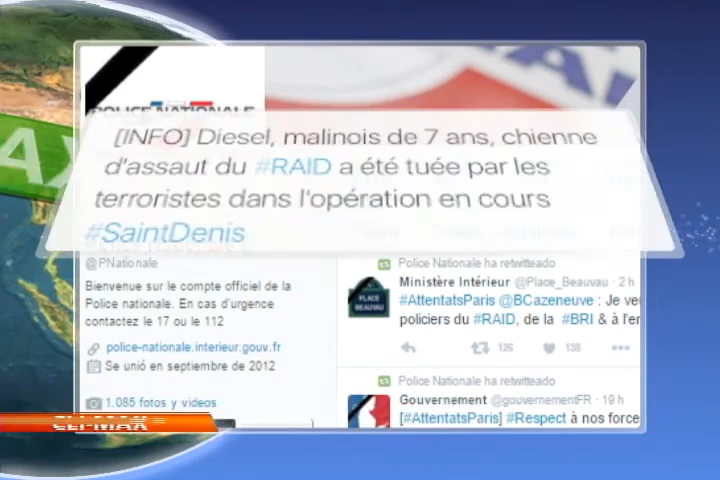 POLICE NATIONALE
[INFO] Diesel, malinois de 7 ans, chienne
d'assaut du #RAID a été tuée par les
terroristes dans l'opération en cours
#SaintDenis
@PNationale
Bienvenue sur le compte officiel de la
Police nationale. En cas d'urgence
contactez le 17 ou le 112
police-nationale.interieur.gouv.fr
Se unió en septiembre de 2012
1.085 fotos y videos
Police Nationale ha retwitteado
Ministère Intérieur @Place_Beauvau · 2 h
PLACE
BEAUVAU
#AttentatsParis @BCazeneuve : Je
policiers du #RAID, de la #BRI & à
126 138
Police Nationale ha retwitteado
Gouvernement @gouvernementFR · 19 h
[#AttentatsParis] #Respect à nos force